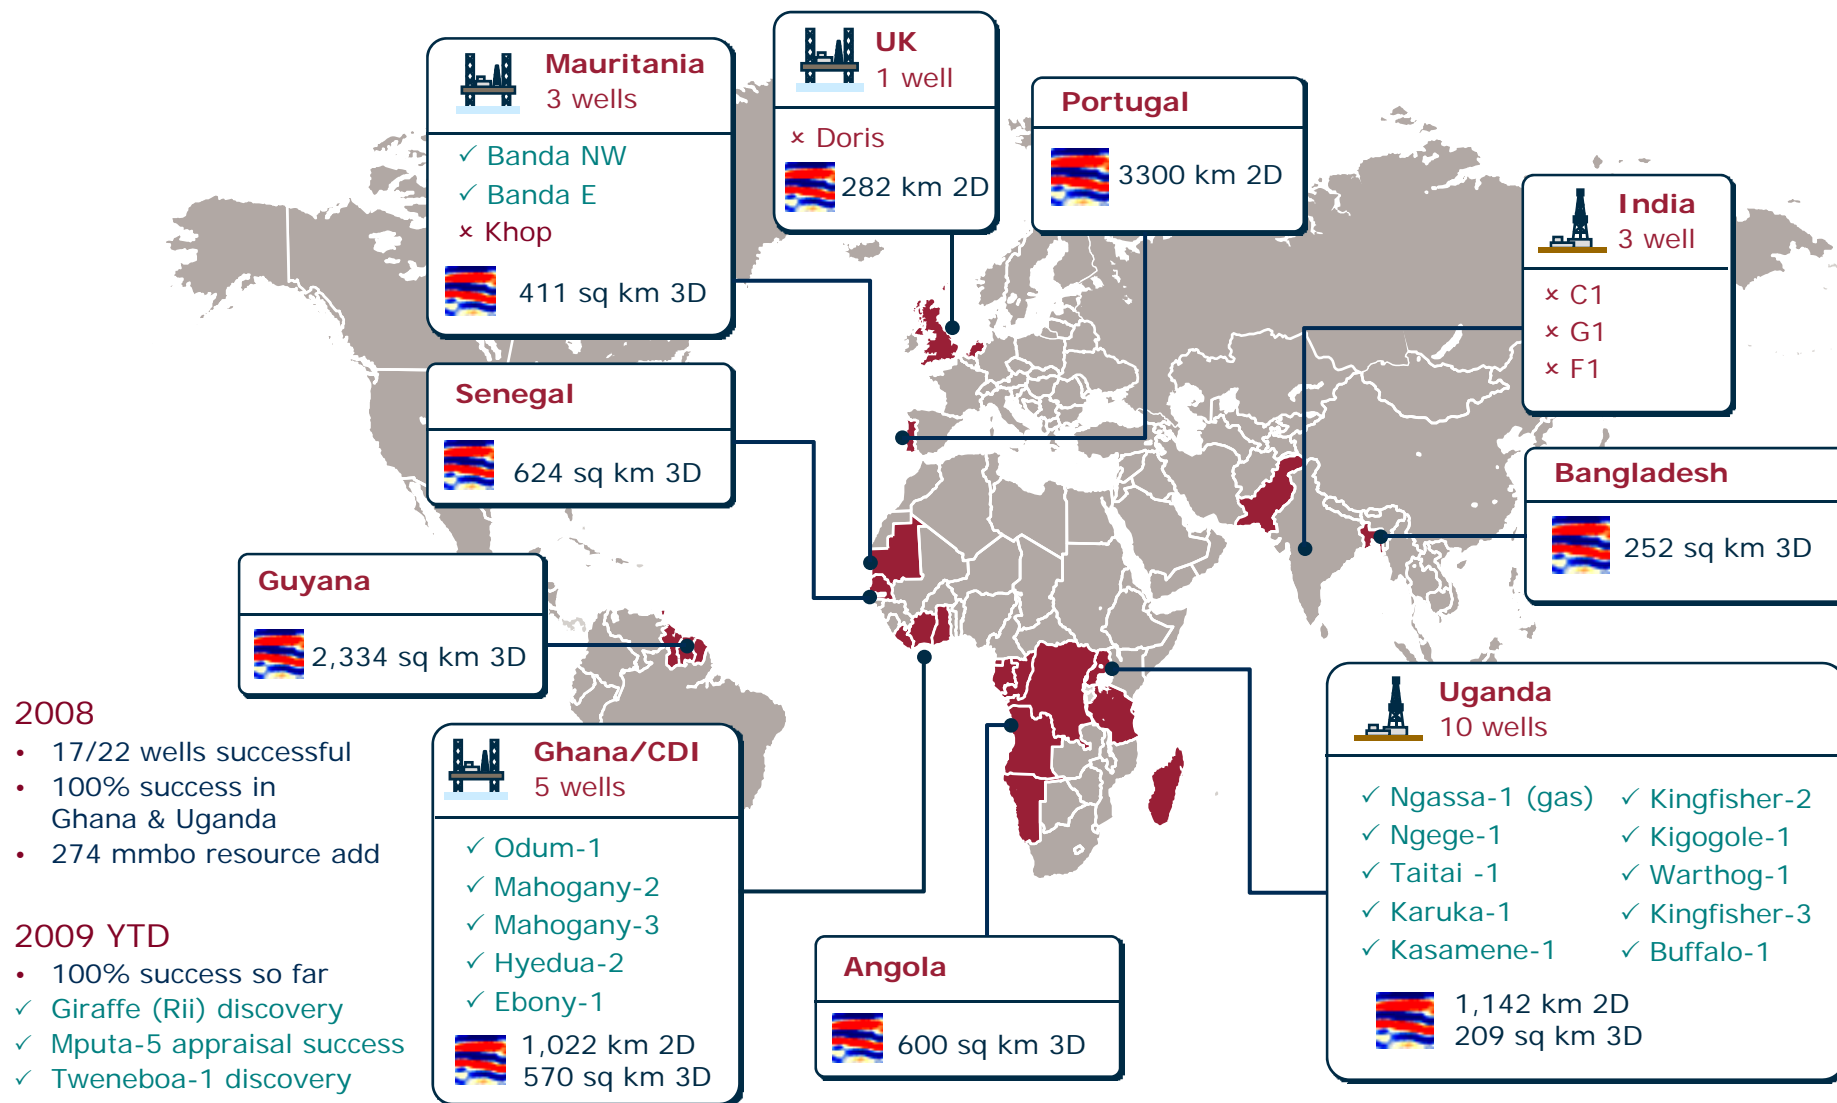 Mauritania
3 wells
✓ Banda NW
✓ Banda E
× Khop
411 sq km 3D
UK
1 well
× Doris
282 km 2D
Portugal
3300 km 2D
India
3 well
× C1
× G1
× F1
Senegal
624 sq km 3D
Bangladesh
252 sq km 3D
Guyana
2,334 sq km 3D
2008
• 17/22 wells successful
• 100% success in
Ghana & Uganda
• 274 mmbo resource add
2009 YTD
• 100% success so far
✓ Giraffe (Rii) discovery
✓ Mputa-5 appraisal success
✓ Tweneboa-1 discovery
Ghana/CDI
5 wells
✓ Odum-1
✓ Mahogany-2
✓ Mahogany-3
✓ Hyedua-2
✓ Ebony-1
1,022 km 2D
570 sq km 3D
Angola
600 sq km 3D
Uganda
10 wells
✓ Ngassa-1 (gas)
✓ Ngege-1
✓ Taitai -1
✓ Karuka-1
✓ Kasamene-1
✓ Kingfisher-2
✓ Kigogole-1
✓ Warthog-1
✓ Kingfisher-3
✓ Buffalo-1
1,142 km 2D
209 sq km 3D